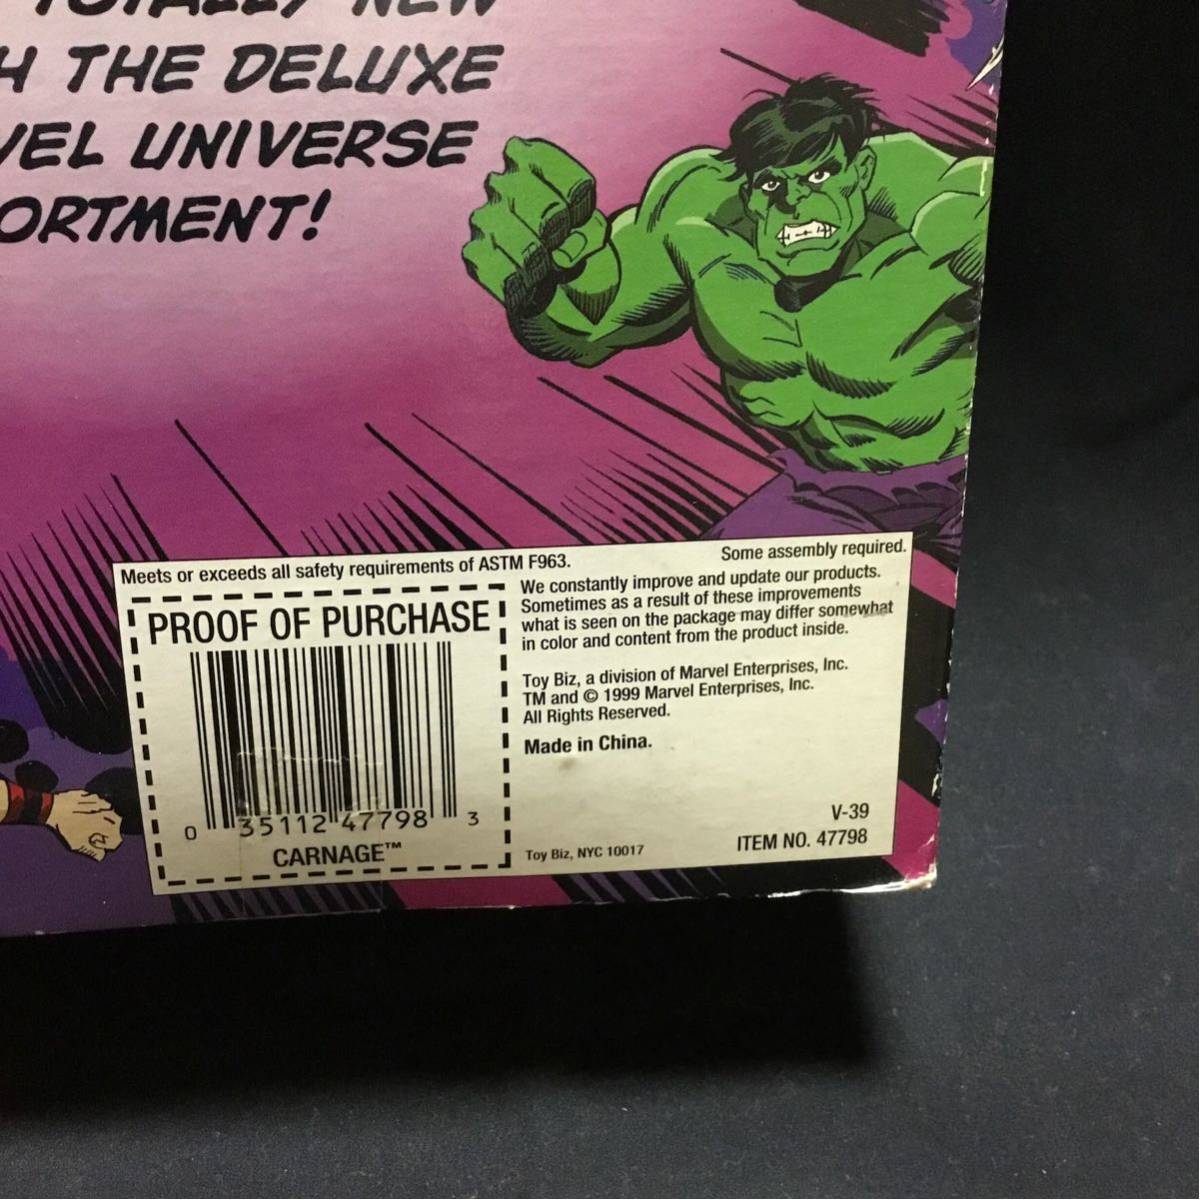 TOTALLY NEW
H THE DELUXE
VEL UNIVERSE
ORTMENT!
Meets or exceeds all safety requirements of ASTM F963.
Some assembly required.
PROOF OF PURCHASE
0 35112 47798 3
CARNAGE™
We constantly improve and update our products.
Sometimes as a result of these improvements
what is seen on the package may differ somewhat
in color and content from the product inside.
Toy Biz, a division of Marvel Enterprises, Inc.
TM and © 1999 Marvel Enterprises, Inc.
All Rights Reserved.
Made in China.
V-39
Toy Biz, NYC 10017
ITEM NO. 47798